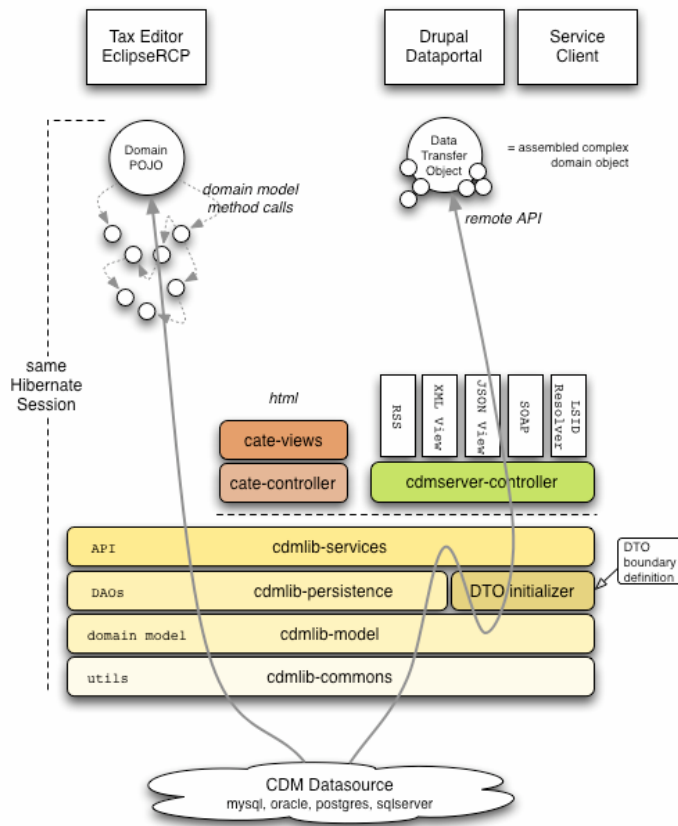 Tax Editor
EclipseRCP
Drupal
Dataportal
Service
Client
Domain
POJO
Data
Transfer
Object
= assembled complex
domain object
domain model
method calls
remote API
same
Hibernate
Session
html
RSS
XML View
JSON View
SOAP
LSID
Resolver
cate-views
cate-controller
cdmserver-controller
API
cdmlib-services
DTO
boundary
definition
DAOs
cdmlib-persistence
DTO initializer
domain model
cdmlib-model
utils
cdmlib-commons
CDM Datasource
mysql, oracle, postgres, sqlserver